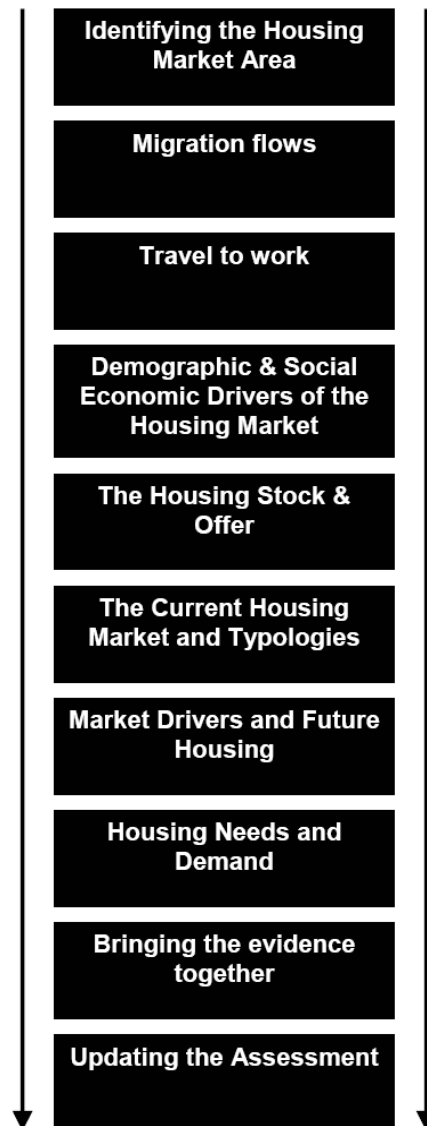 Identifying the Housing
Market Area
Migration flows
Travel to work
Demographic & Social
Economic Drivers of the
Housing Market
The Housing Stock &
Offer
The Current Housing
Market and Typologies
Market Drivers and Future
Housing
Housing Needs and
Demand
Bringing the evidence
together
Updating the Assessment